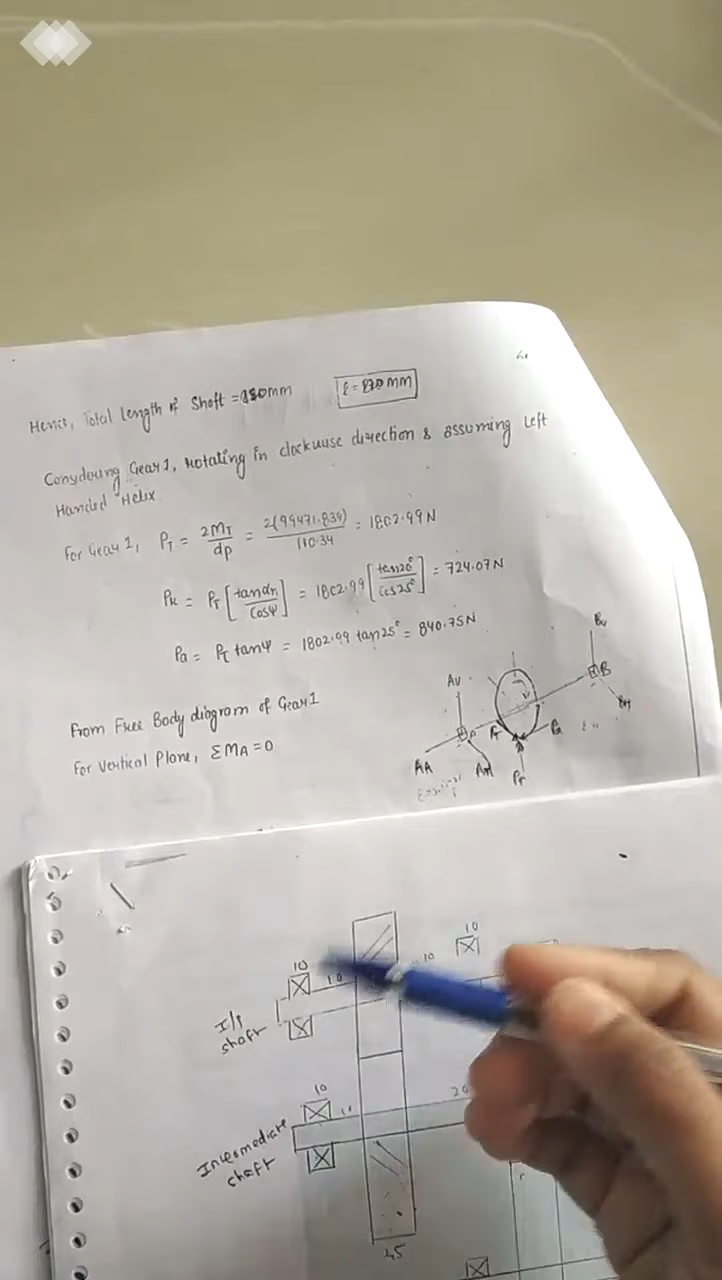 Hence, Total Length of Shaft = mm
Considering Gear 1, rotating in clockwise direction & assuming Left
Handed Helix.
For Gear 1, PT = 2MT/dp = 2(99471.839)/110.34 = 1802.99 N
PR = PT [tanαn/cosψ] = 1802.99 [tan20°/cos25°] = 724.07N
Pa = PT tanψ = 1802.99 tan25° = 840.75N
From Free Body diagram of Gear 1
For Vertical Plane, ΣMA = 0
Av
Bv
B
BH
A
PT
Pa
AA
AH
Pr
10
10
10
10
I/P
shaft
10
10
20
Intermediate
shaft
45